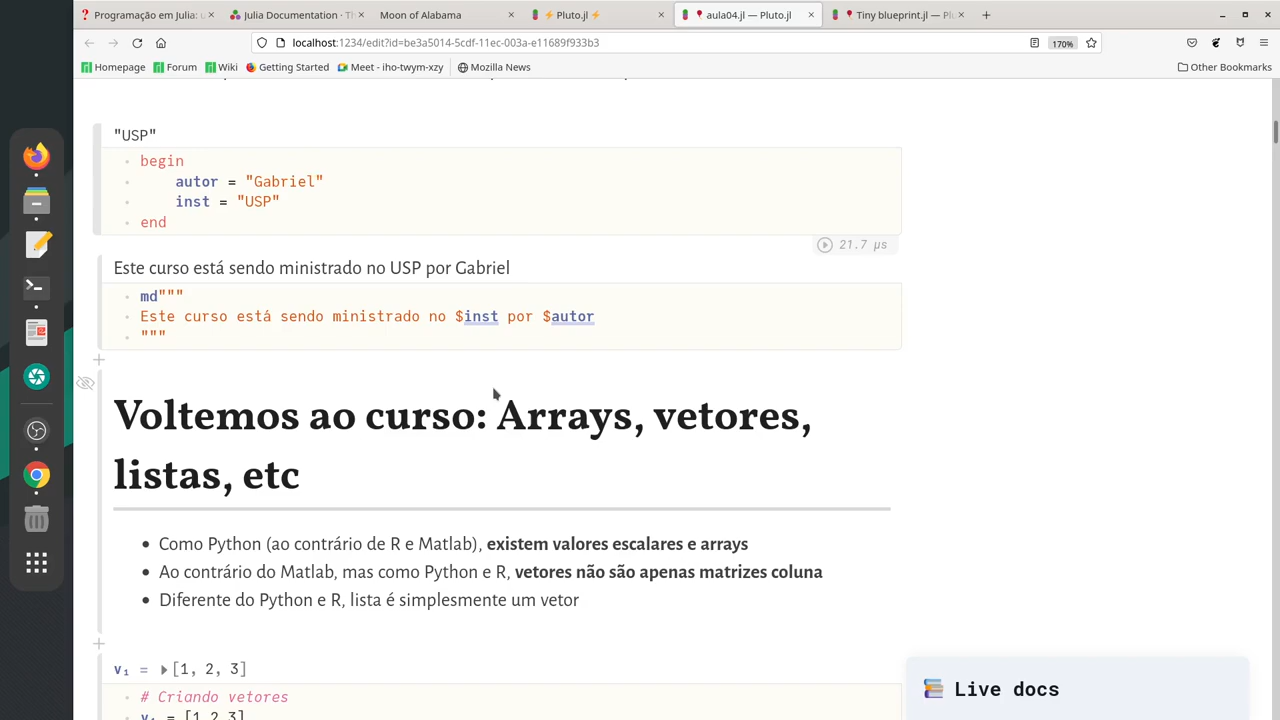 Programação em Julia: u
Julia Documentation · Th
Moon of Alabama
⚡ Pluto.jl ⚡
aula04.jl — Pluto.jl
Tiny blueprint.jl — Plu
localhost:1234/edit?id=be3a5014-5cdf-11ec-003a-e11689f933b3
170%
Homepage
Forum
Wiki
Getting Started
Meet - iho-twym-xzy
Mozilla News
Other Bookmarks
"USP"
begin
autor = "Gabriel"
inst = "USP"
end
21.7 μs
Este curso está sendo ministrado no USP por Gabriel
md"""
Este curso está sendo ministrado no $inst por $autor
"""
Voltemos ao curso: Arrays, vetores,
listas, etc
Como Python (ao contrário de R e Matlab), existem valores escalares e arrays
Ao contrário do Matlab, mas como Python e R, vetores não são apenas matrizes coluna
Diferente do Python e R, lista é simplesmente um vetor
v₁ = [1, 2, 3]
# Criando vetores
v₁ = [1,2,3]
Live docs